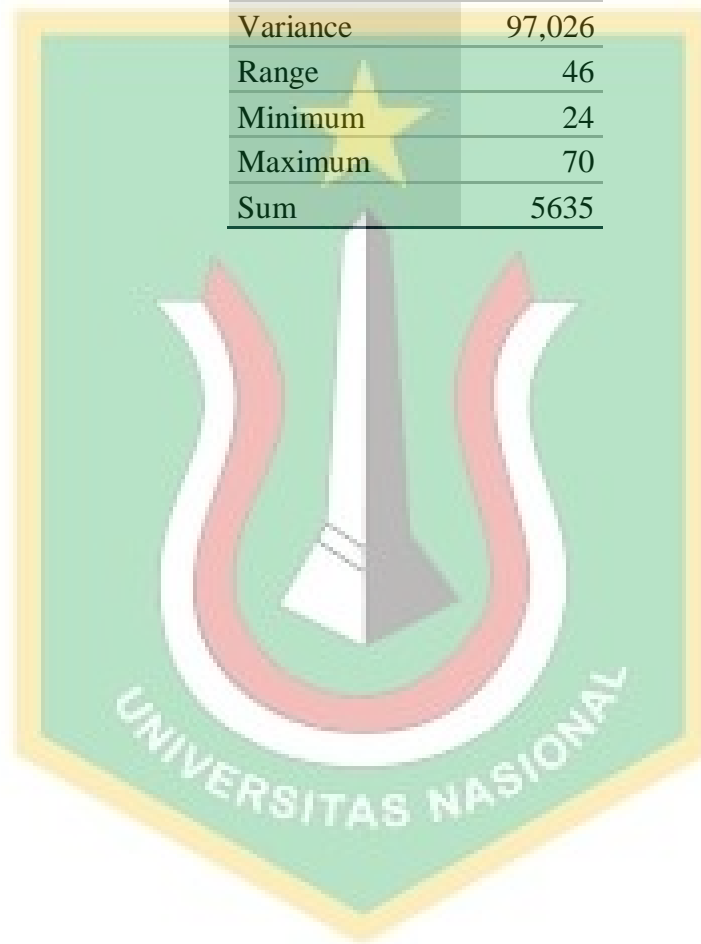 Variance 97,026
Range 46
Minimum 24
Maximum 70
Sum 5635
UNIVERSITAS NASIONAL